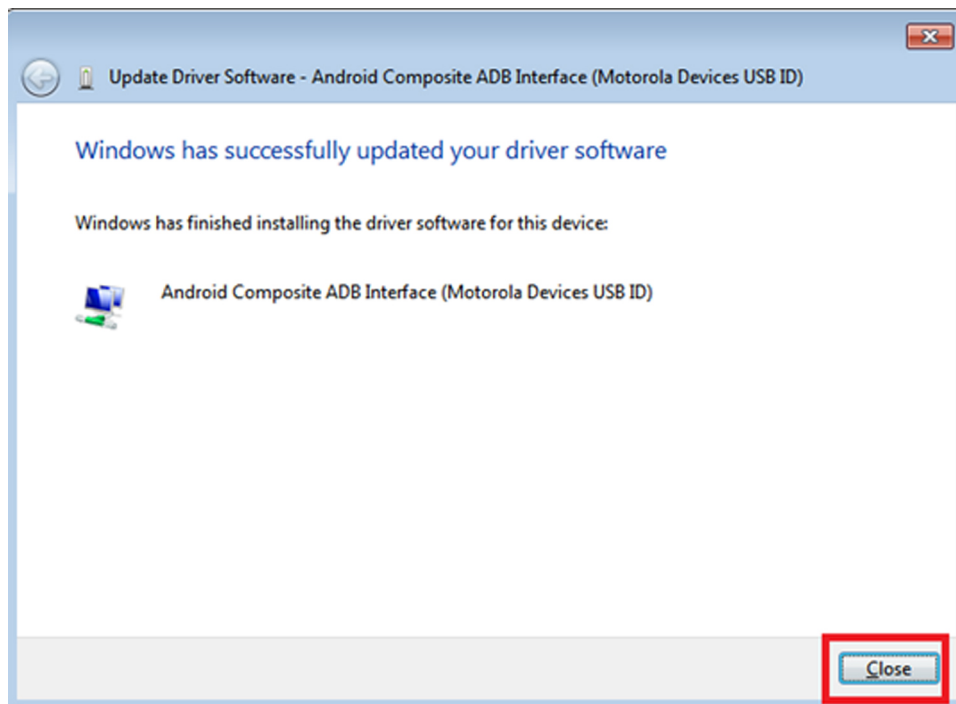 Update Driver Software - Android Composite ADB Interface (Motorola Devices USB ID)
Windows has successfully updated your driver software
Windows has finished installing the driver software for this device:
Android Composite ADB Interface (Motorola Devices USB ID)
Close